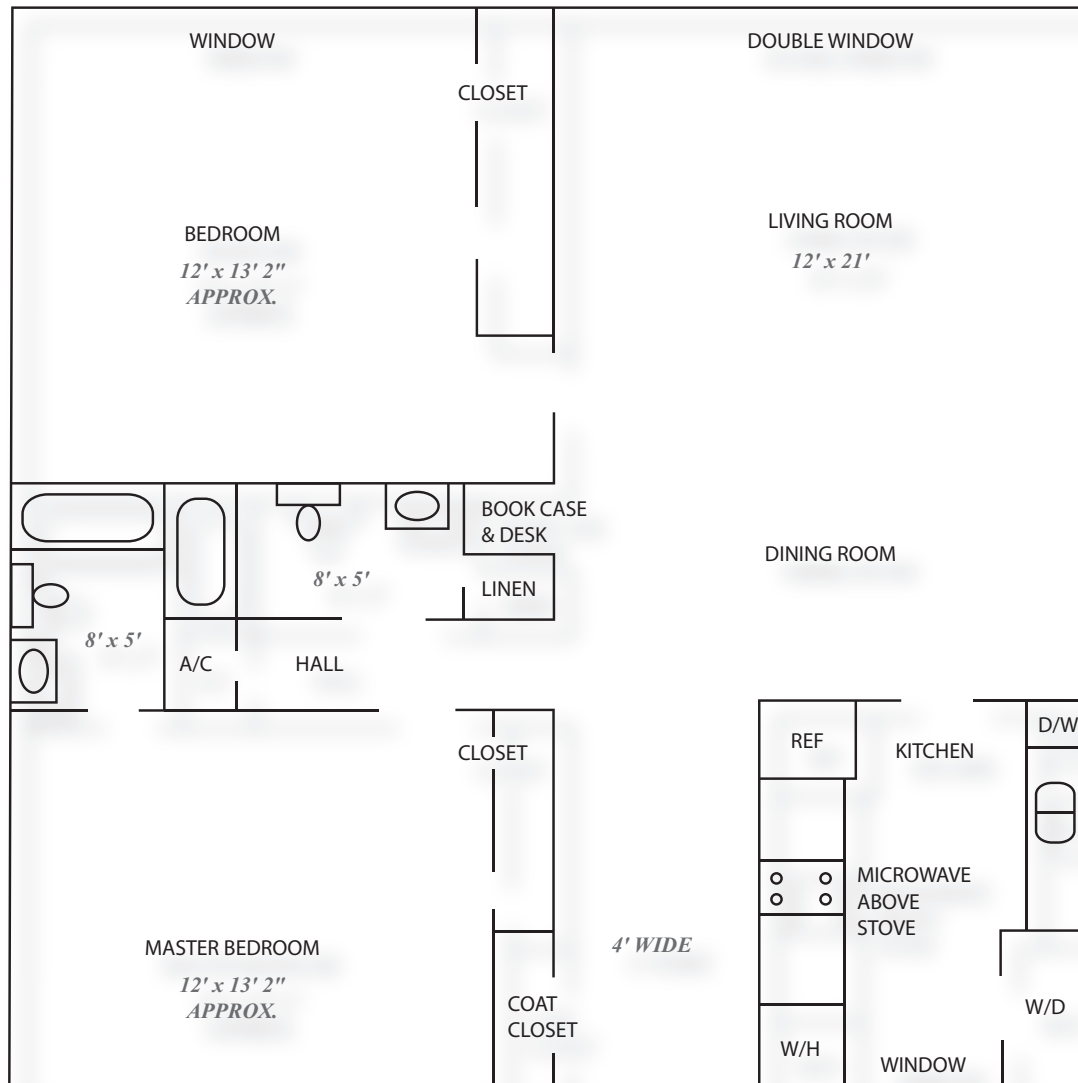 WINDOW
DOUBLE WINDOW
CLOSET
BEDROOM
12' x 13' 2"
APPROX.
LIVING ROOM
12' x 21'
BOOK CASE
& DESK
DINING ROOM
8' x 5'
LINEN
8' x 5'
A/C
HALL
CLOSET
REF
KITCHEN
D/W
MICROWAVE
ABOVE
STOVE
MASTER BEDROOM
12' x 13' 2"
APPROX.
4' WIDE
COAT
CLOSET
W/H
W/D
WINDOW